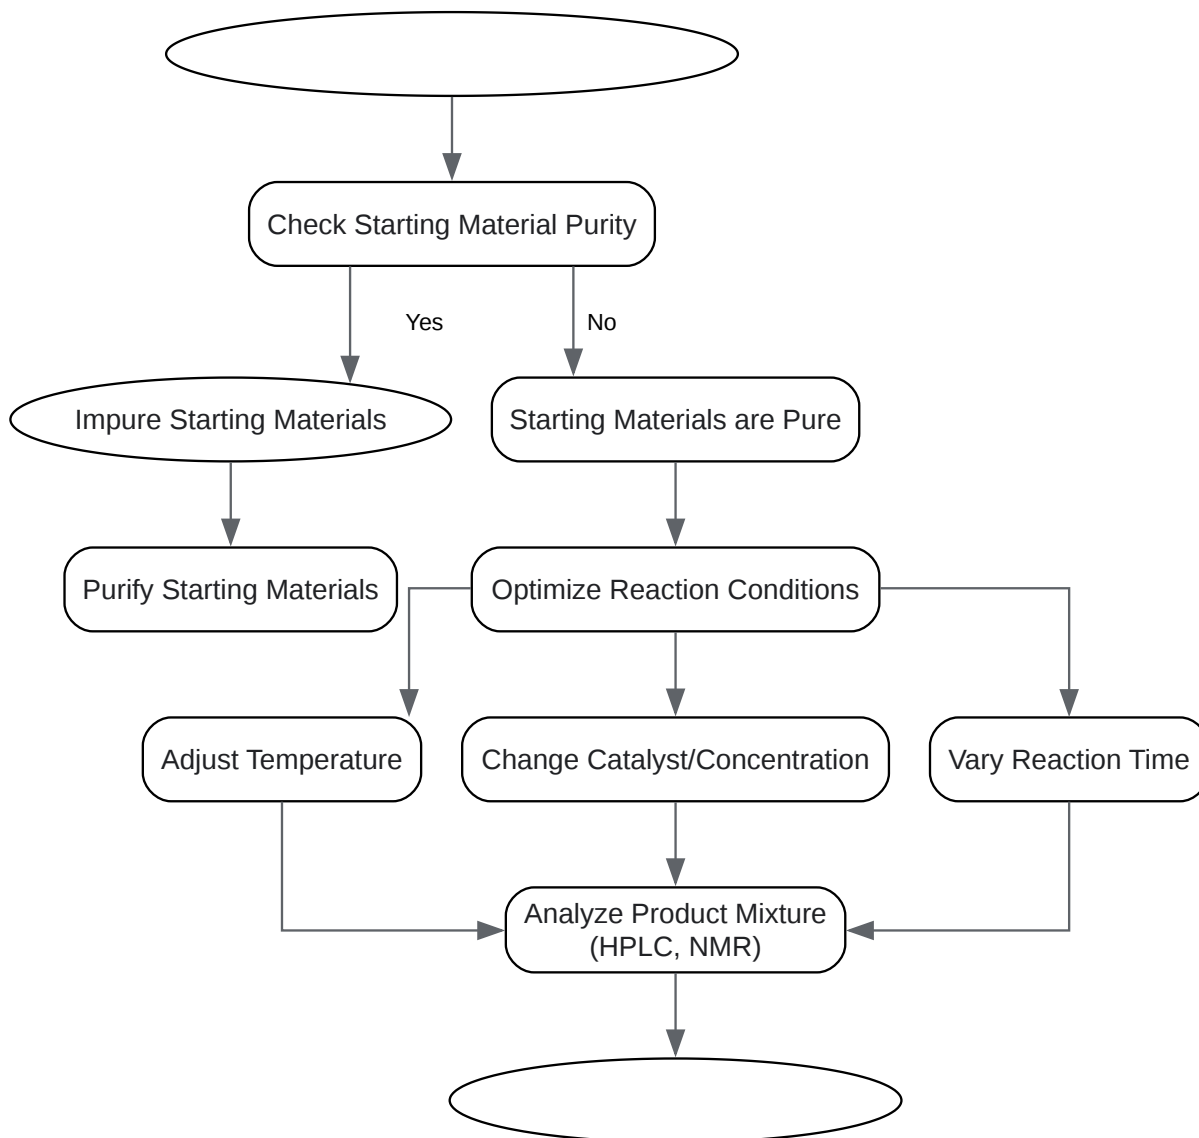 Check Starting Material Purity
Yes
No
Impure Starting Materials
Starting Materials are Pure
Purify Starting Materials
Optimize Reaction Conditions
Adjust Temperature
Change Catalyst/Concentration
Vary Reaction Time
Analyze Product Mixture
(HPLC, NMR)